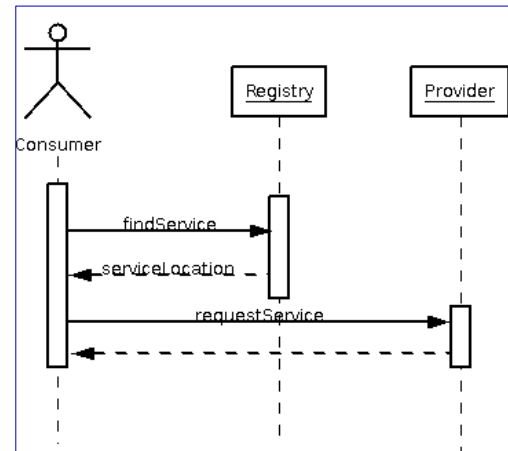 Registry
Provider
Consumer
findService
serviceLocation
requestService